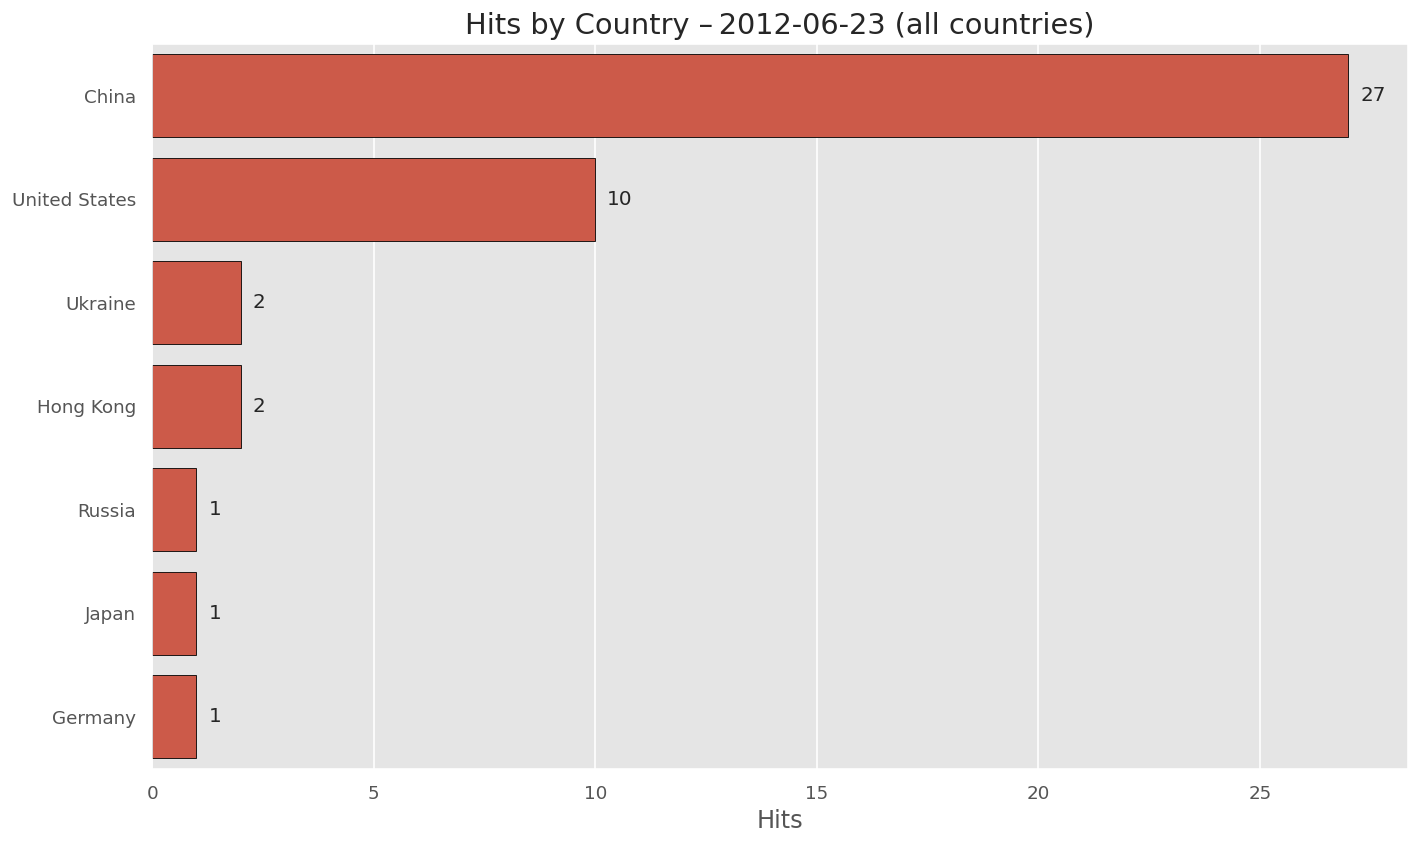 Hits by Country – 2012-06-23 (all countries)
China 27
United States 10
Ukraine 2
Hong Kong 2
Russia 1
Japan 1
Germany 1
0 5 10 15 20 25
Hits